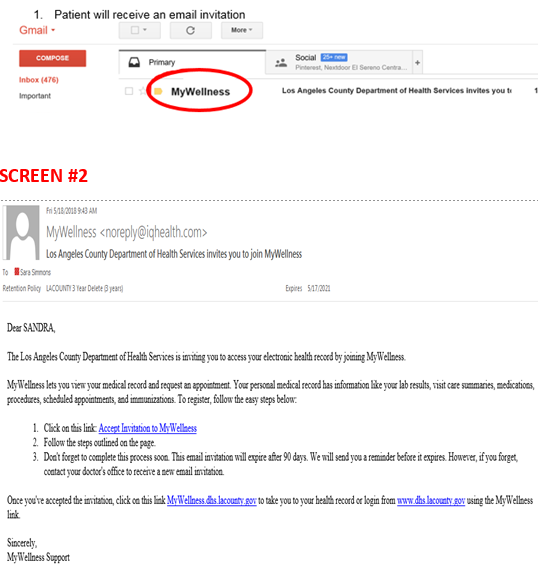 1. Patient will receive an email invitation
Gmail
More
COMPOSE
Primary
Social 25+ new
Pinterest, Nextdoor El Sereno Centra...
+
Inbox (476)
Important
MyWellness Los Angeles County Department of Health Services invites you to 1
SCREEN #2
Fri 5/18/2018 9:43 AM
MyWellness <noreply@iqhealth.com>
Los Angeles County Department of Health Services invites you to join MyWellness
To Sara Simmons
Retention Policy LACOUNTY 3 Year Delete (3 years) Expires 5/17/2021
Dear SANDRA,
The Los Angeles County Department of Health Services is inviting you to access your electronic health record by joining MyWellness.
MyWellness lets you view your medical record and request an appointment. Your personal medical record has information like your lab results, visit care summaries, medications,
procedures, scheduled appointments, and immunizations. To register, follow the easy steps below:
1. Click on this link: Accept Invitation to MyWellness
2. Follow the steps outlined on the page.
3. Don't forget to complete this process soon. This email invitation will expire after 90 days. We will send you a reminder before it expires. However, if you forget,
contact your doctor's office to receive a new email invitation.
Once you've accepted the invitation, click on this link MyWellness.dhs.lacounty.gov to take you to your health record or login from www.dhs.lacounty.gov using the MyWellness
link.
Sincerely,
MyWellness Support